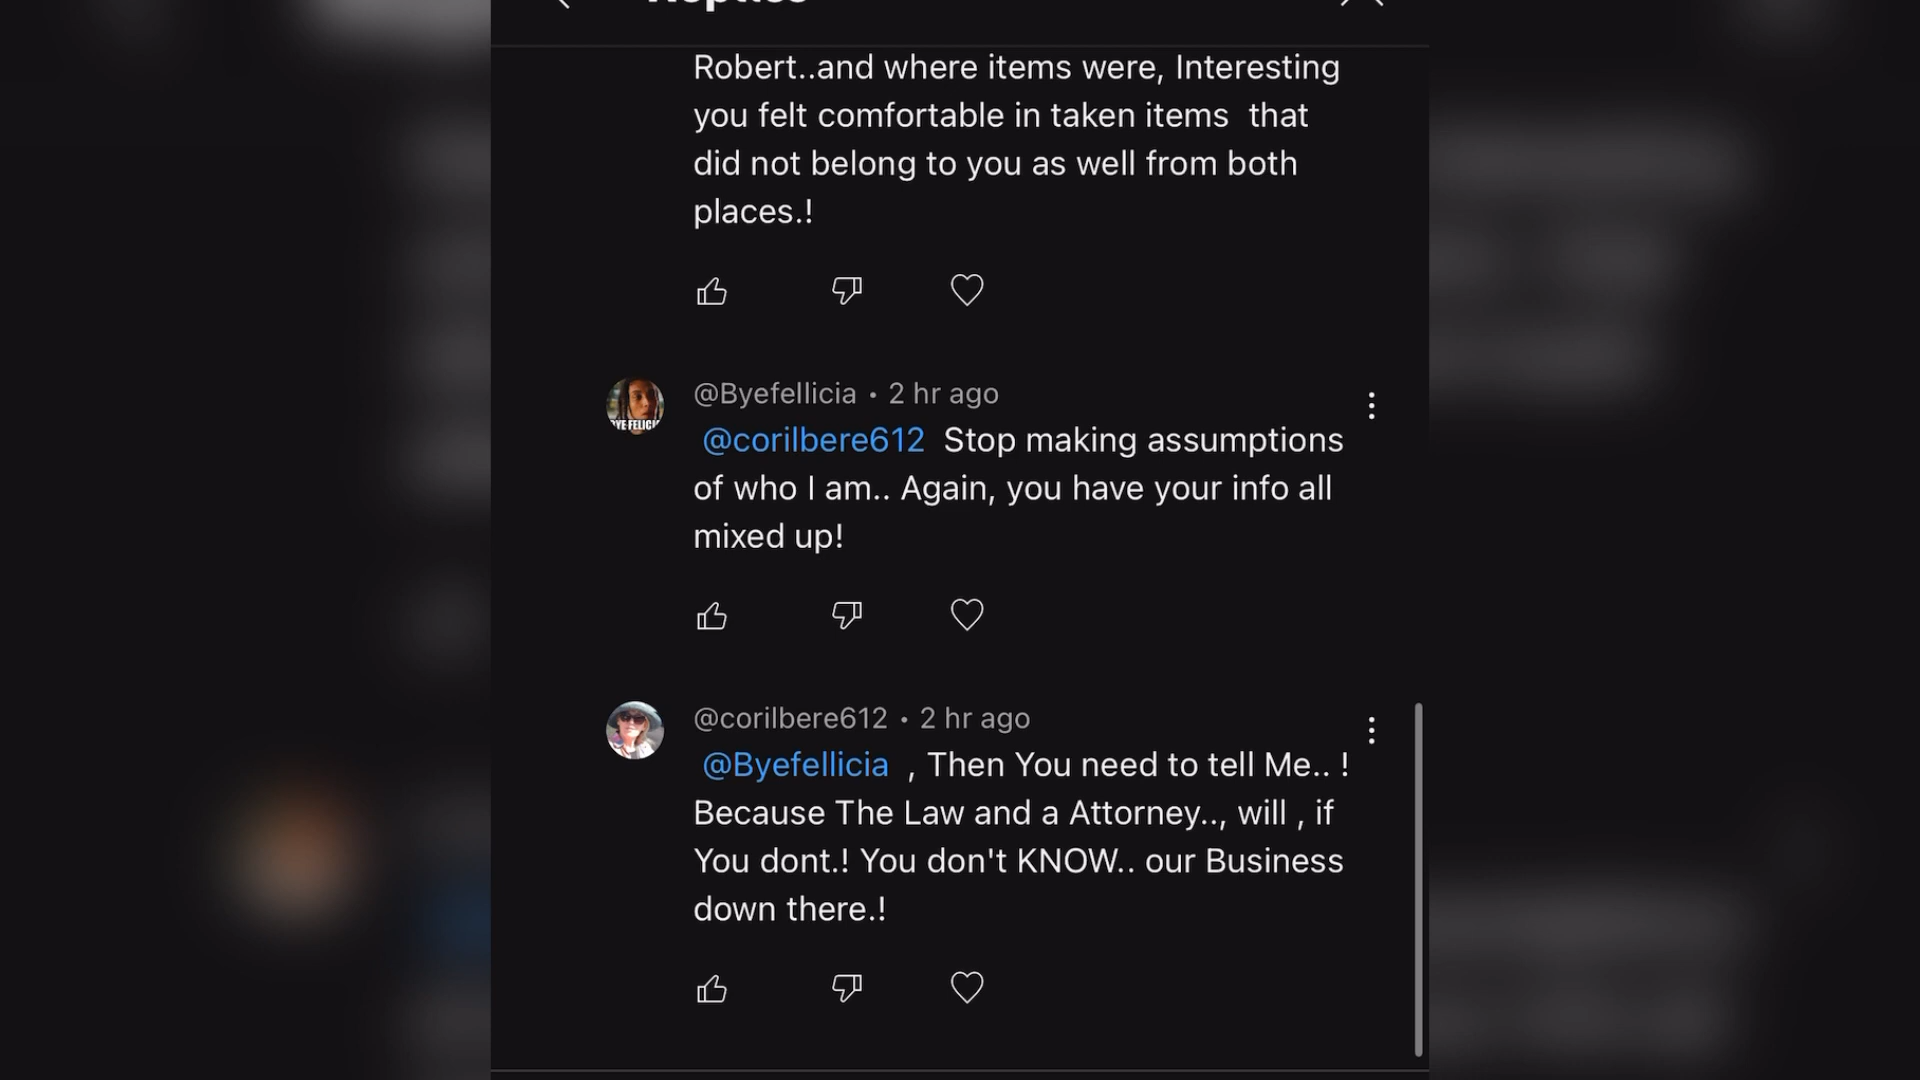 Replies
Robert..and where items were, Interesting
you felt comfortable in taken items  that
did not belong to you as well from both
places.!
@Byefellicia • 2 hr ago
@corilbere612  Stop making assumptions
of who I am.. Again, you have your info all
mixed up!
BYE FELICIA
@corilbere612 • 2 hr ago
@Byefellicia  , Then You need to tell Me.. !
Because The Law and a Attorney.., will , if
You dont.! You don't KNOW.. our Business
down there.!